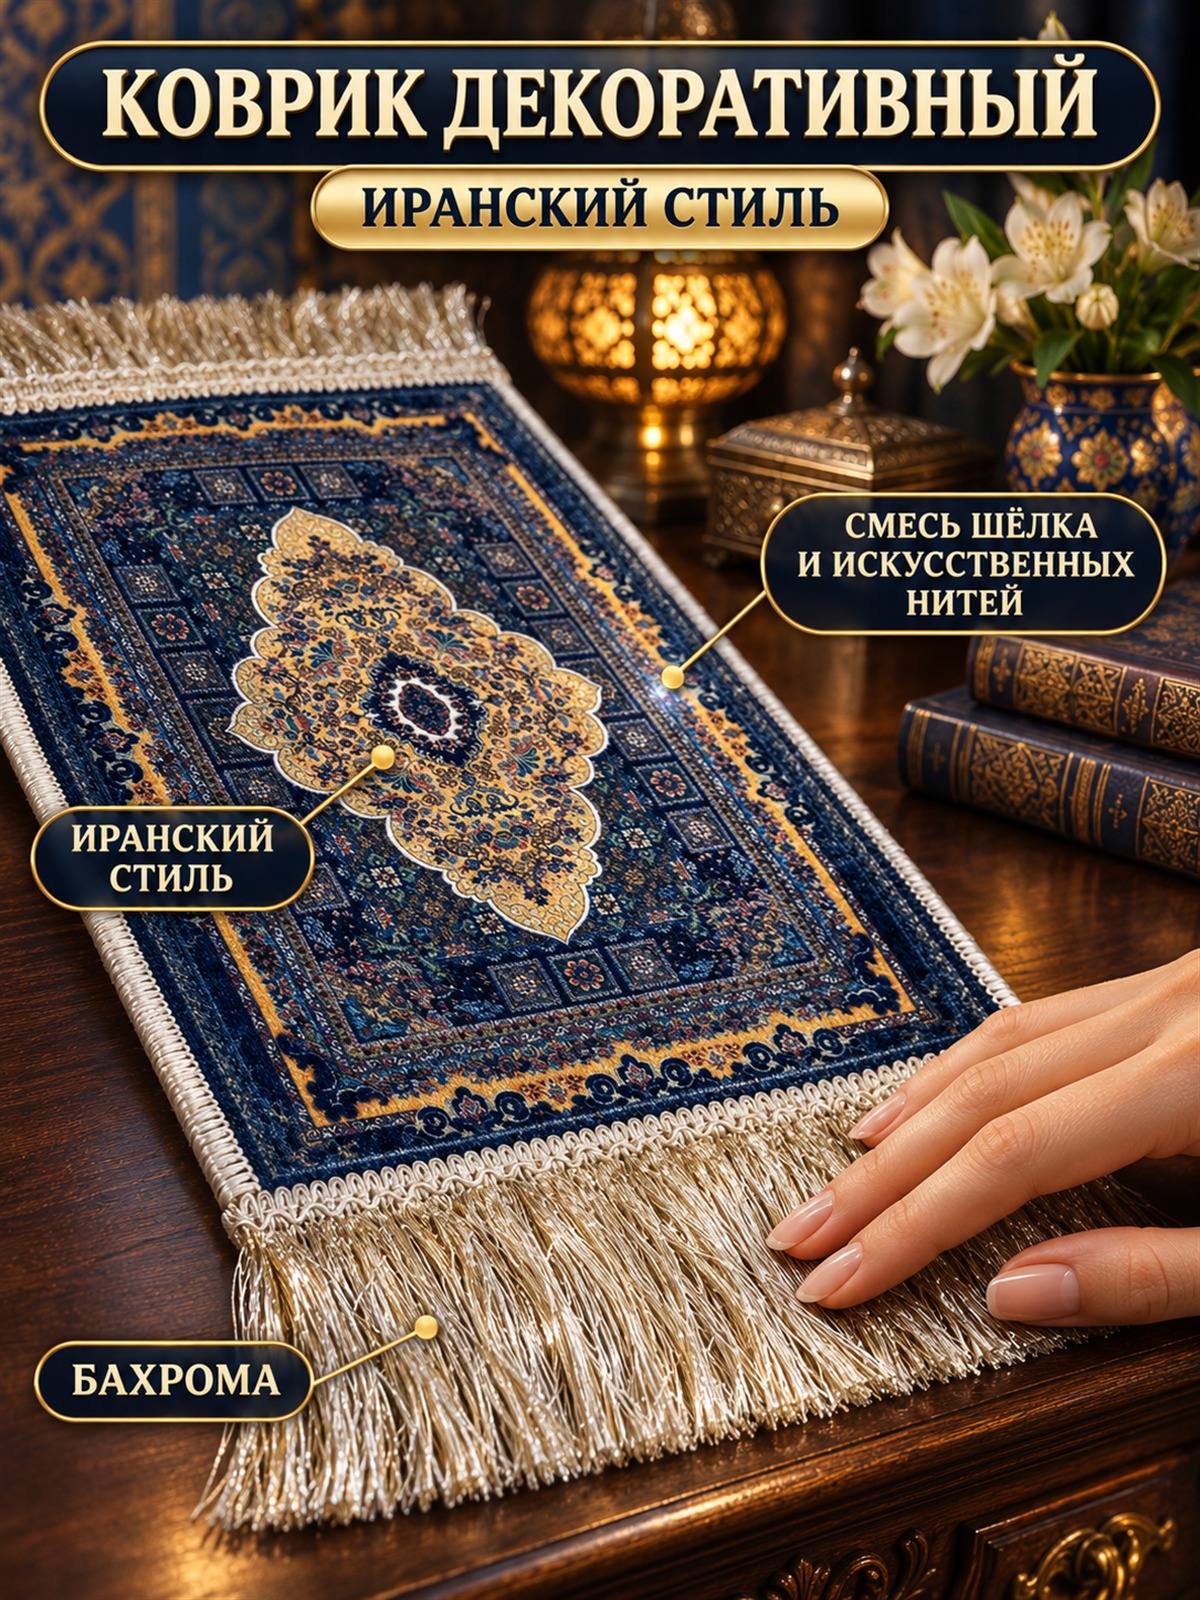 КОВРИК ДЕКОРАТИВНЫЙ
ИРАНСКИЙ СТИЛЬ
СМЕСЬ ШЁЛКА
И ИСКУССТВЕННЫХ
НИТЕЙ
ИРАНСКИЙ
СТИЛЬ
БАХРОМА